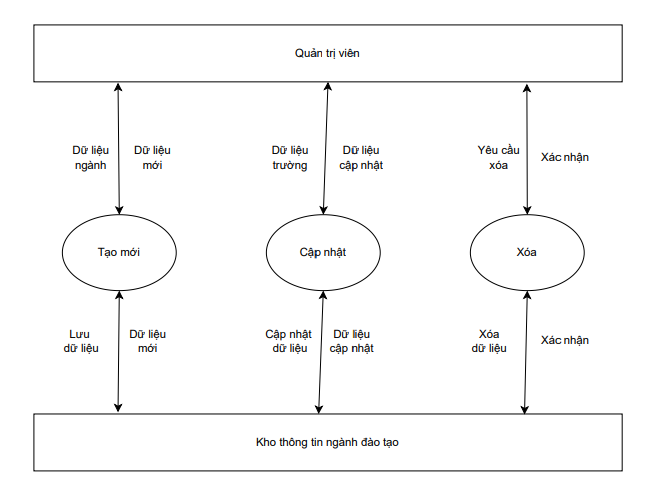 Quản trị viên
Dữ liệu
ngành
Dữ liệu
mới
Dữ liệu
trường
Dữ liệu
cập nhật
Yêu cầu
xóa
Xác nhận
Tạo mới
Cập nhật
Xóa
Lưu
dữ liệu
Dữ liệu
mới
Cập nhật
dữ liệu
Dữ liệu
cập nhật
Xóa
dữ liệu
Xác nhận
Kho thông tin ngành đào tạo